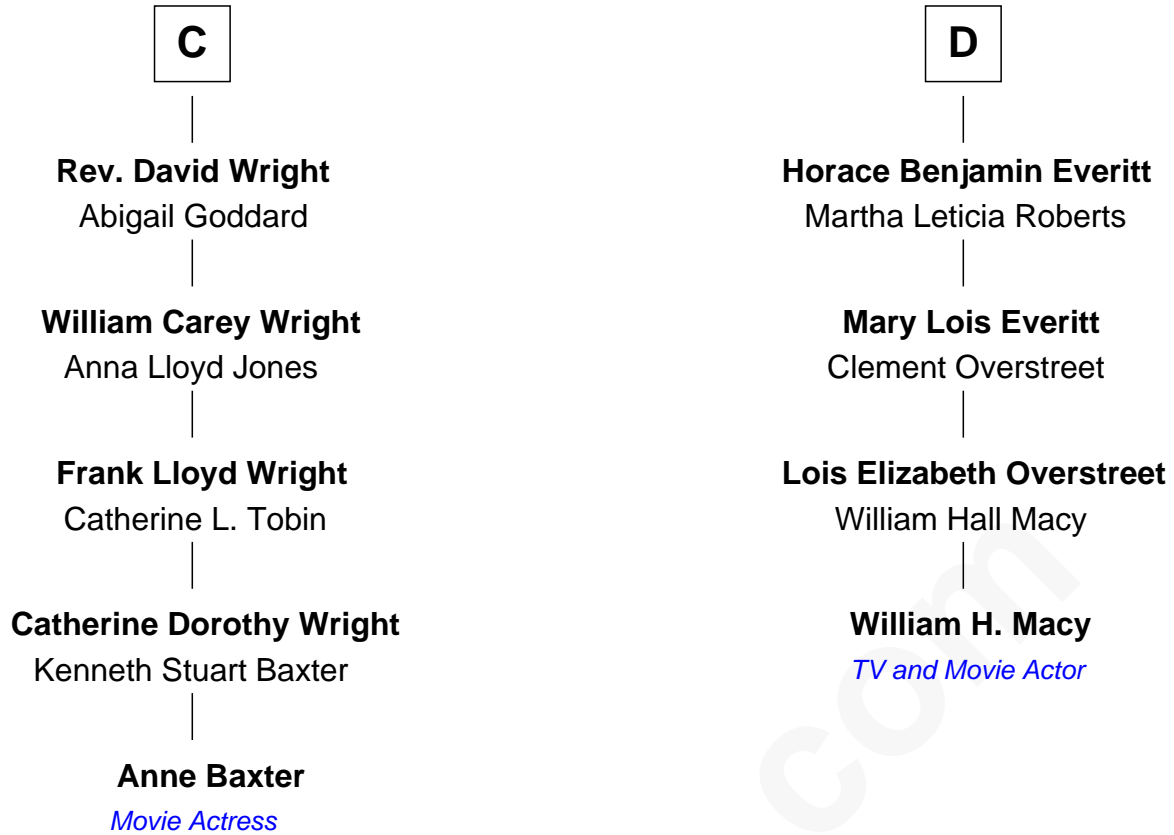 C
Rev. David Wright
Abigail Goddard
William Carey Wright
Anna Lloyd Jones
Frank Lloyd Wright
Catherine L. Tobin
Catherine Dorothy Wright
Kenneth Stuart Baxter
Anne Baxter
Movie Actress
D
Horace Benjamin Everitt
Martha Leticia Roberts
Mary Lois Everitt
Clement Overstreet
Lois Elizabeth Overstreet
William Hall Macy
William H. Macy
TV and Movie Actor
com